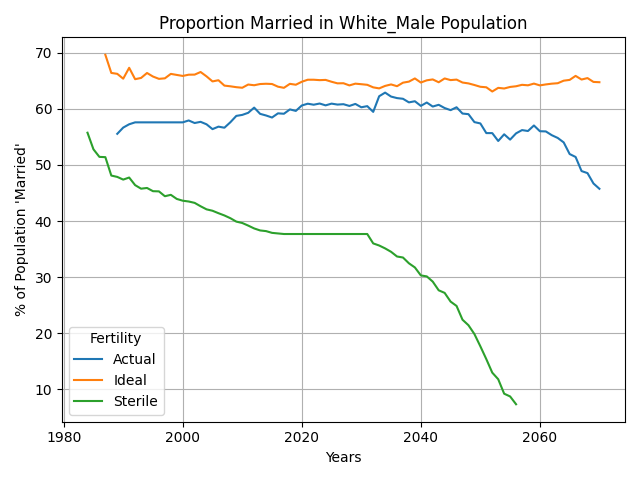 Proportion Married in White_Male Population
% of Population 'Married'
70
60
50
40
30
20
10
Fertility
Actual
Ideal
Sterile
1980
2000
2020
2040
2060
Years